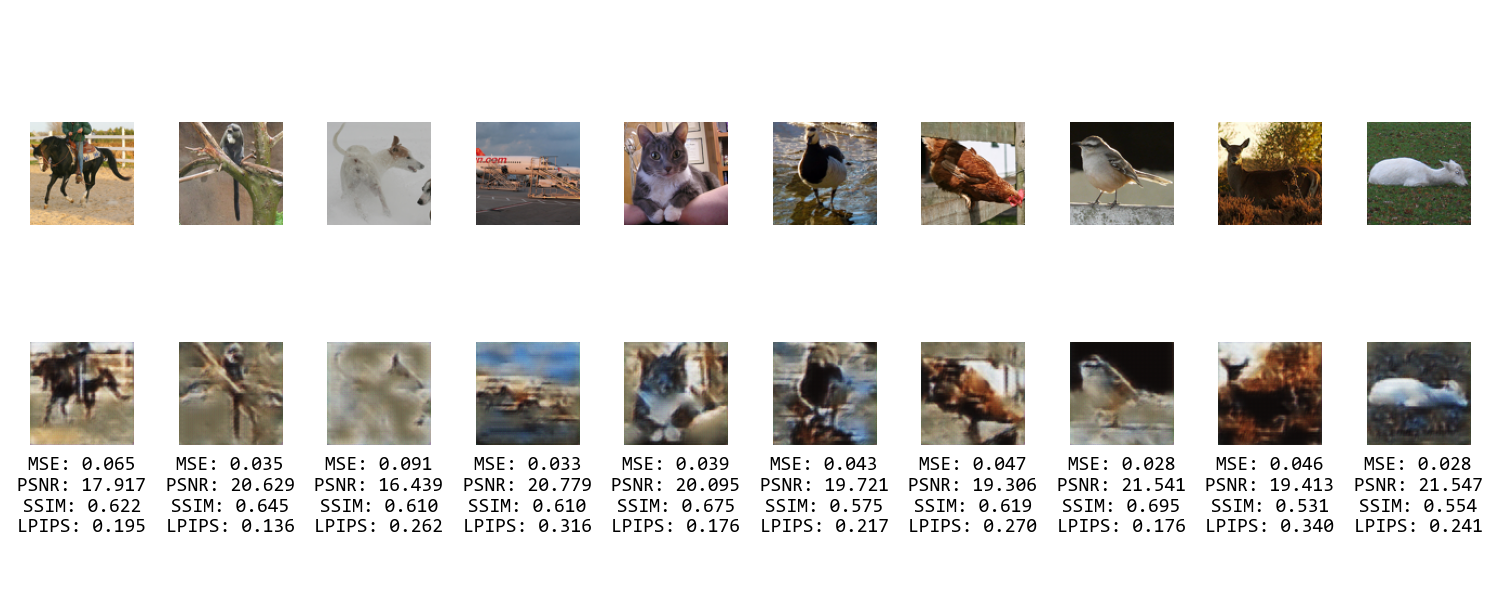 a.com
MSE: 0.065
PSNR: 17.917
SSIM: 0.622
LPIPS: 0.195
MSE: 0.035
PSNR: 20.629
SSIM: 0.645
LPIPS: 0.136
MSE: 0.091
PSNR: 16.439
SSIM: 0.610
LPIPS: 0.262
MSE: 0.033
PSNR: 20.779
SSIM: 0.610
LPIPS: 0.316
MSE: 0.039
PSNR: 20.095
SSIM: 0.675
LPIPS: 0.176
MSE: 0.043
PSNR: 19.721
SSIM: 0.575
LPIPS: 0.217
MSE: 0.047
PSNR: 19.306
SSIM: 0.619
LPIPS: 0.270
MSE: 0.028
PSNR: 21.541
SSIM: 0.695
LPIPS: 0.176
MSE: 0.046
PSNR: 19.413
SSIM: 0.531
LPIPS: 0.340
MSE: 0.028
PSNR: 21.547
SSIM: 0.554
LPIPS: 0.241